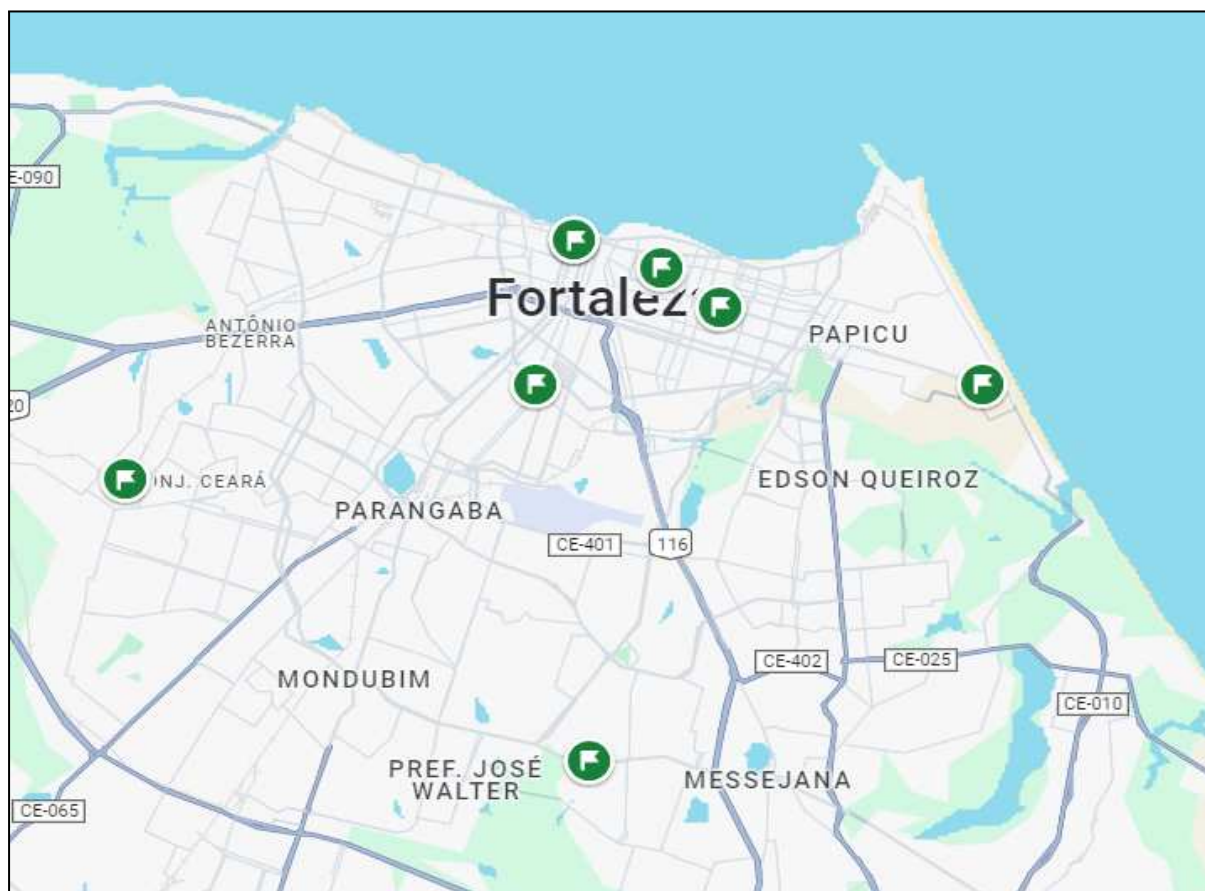 E-090
Fortalez
ANTÔNIO
BEZERRA
PAPICU
20
NJ. CEARÁ
EDSON QUEIROZ
PARANGABA
CE-401
116
CE-402
CE-025
MONDUBIM
CE-010
PREF. JOSÉ
WALTER
MESSEJANA
CE-065